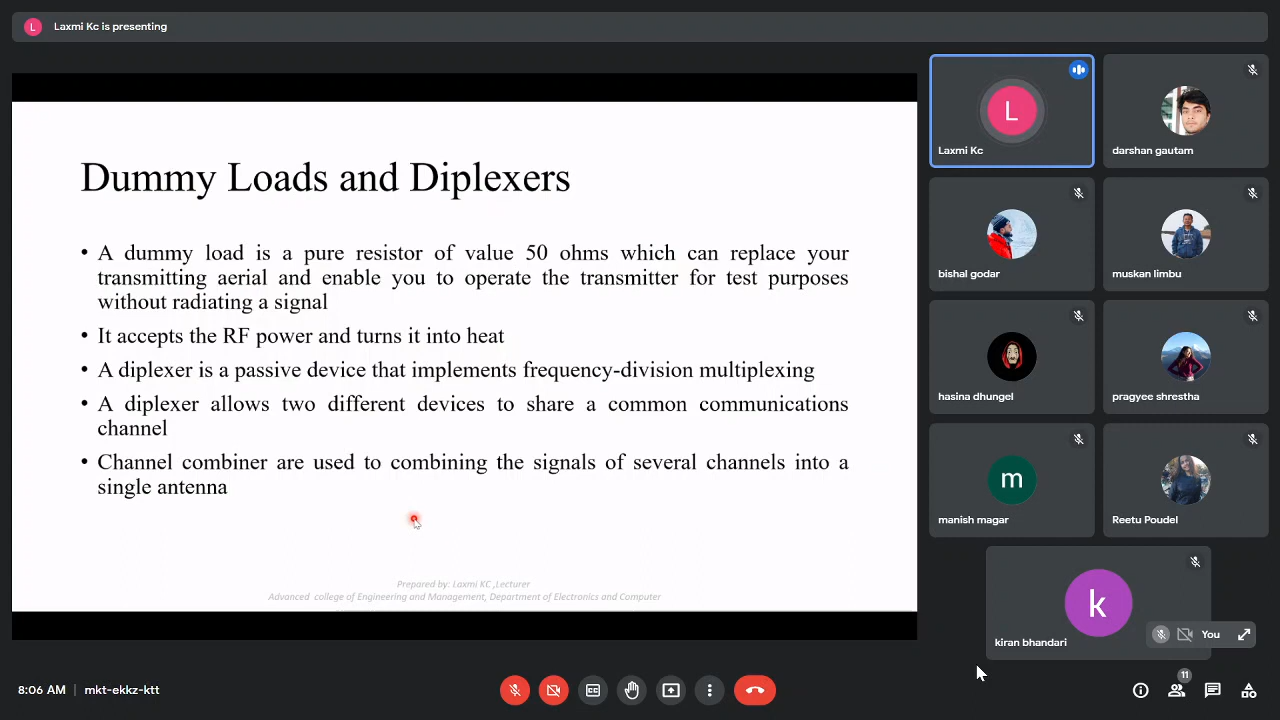 L Laxmi Kc is presenting
Dummy Loads and Diplexers
• A dummy load is a pure resistor of value 50 ohms which can replace your
transmitting aerial and enable you to operate the transmitter for test purposes
without radiating a signal
• It accepts the RF power and turns it into heat
• A diplexer is a passive device that implements frequency-division multiplexing
• A diplexer allows two different devices to share a common communications
channel
• Channel combiner are used to combining the signals of several channels into a
single antenna
Prepared by: Laxmi KC ,Lecturer
Advanced college of Engineering and Management, Department of Electronics and Computer
L
Laxmi Kc
darshan gautam
bishal godar
muskan limbu
hasina dhungel
pragyee shrestha
m
manish magar
Reetu Poudel
k
kiran bhandari
You
8:06 AM | mkt-ekkz-ktt
CC
11